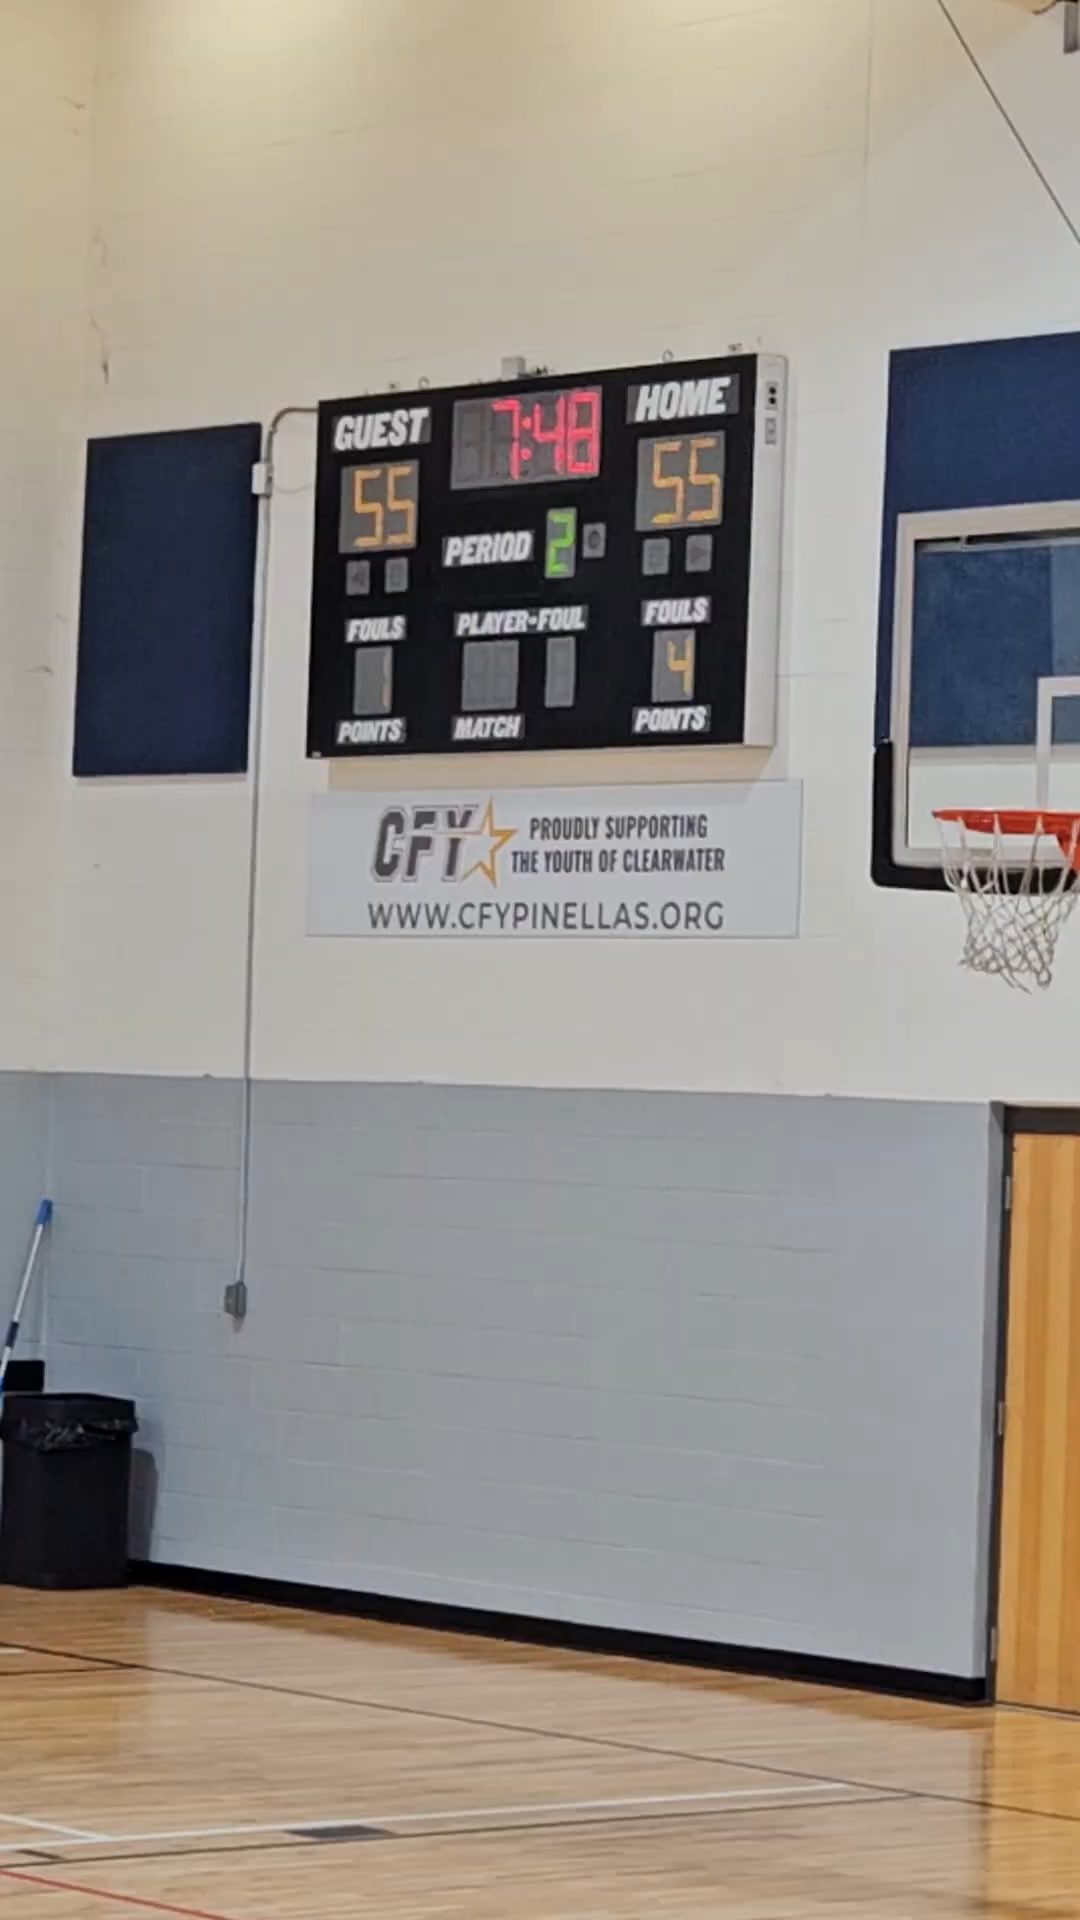 GUEST 7:48 HOME
55 55
PERIOD 2
FOULS PLAYER-FOUL FOULS
1 4
POINTS MATCH POINTS
CFY PROUDLY SUPPORTING
THE YOUTH OF CLEARWATER
WWW.CFYPINELLAS.ORG